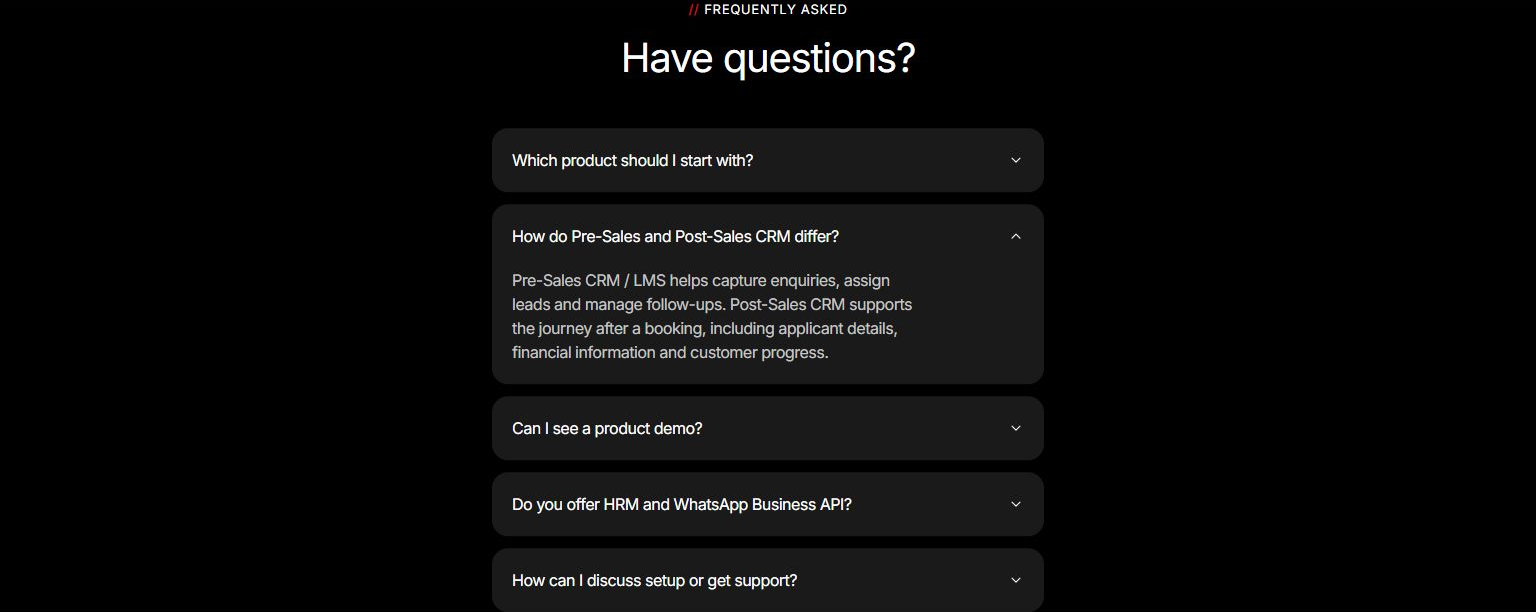 // FREQUENTLY ASKED
Have questions?
Which product should I start with?
How do Pre-Sales and Post-Sales CRM differ?
Pre-Sales CRM / LMS helps capture enquiries, assign
leads and manage follow-ups. Post-Sales CRM supports
the journey after a booking, including applicant details,
financial information and customer progress.
Can I see a product demo?
Do you offer HRM and WhatsApp Business API?
How can I discuss setup or get support?